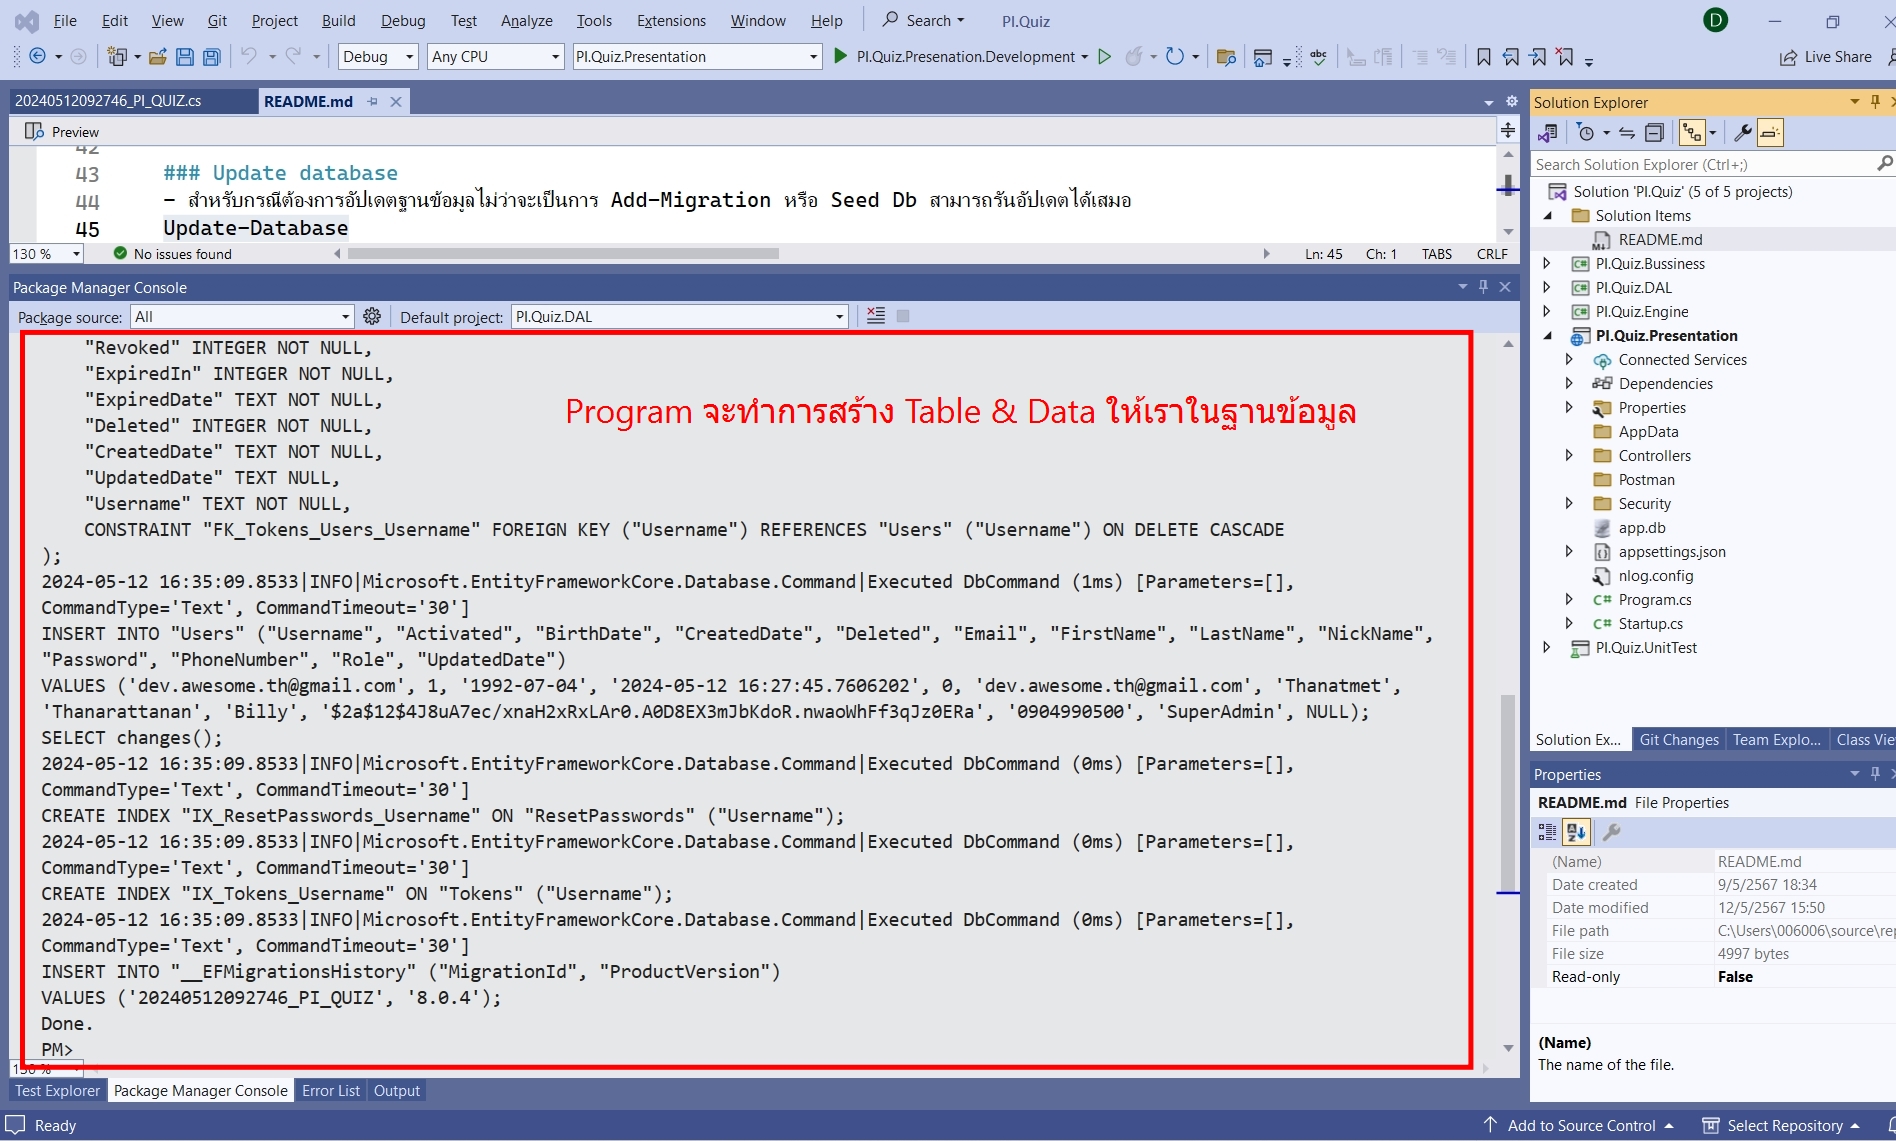 File Edit View Git Project Build Debug Test Analyze Tools Extensions Window Help Search PI.Quiz D
Debug Any CPU PI.Quiz.Presentation PI.Quiz.Presenation.Development Live Share
20240512092746_PI_QUIZ.cs README.md
Preview
42
43 ### Update database
44 - สำหรับกรณีต้องการอัปเดตฐานข้อมูลไม่ว่าจะเป็นการ Add-Migration หรือ Seed Db สามารถรันอัปเดตได้เสมอ
45 Update-Database
130 % No issues found Ln: 45 Ch: 1 TABS CRLF
Package Manager Console
Package source: All Default project: PI.Quiz.DAL
"Revoked" INTEGER NOT NULL,
"ExpiredIn" INTEGER NOT NULL,
"ExpiredDate" TEXT NOT NULL,
"Deleted" INTEGER NOT NULL,
"CreatedDate" TEXT NOT NULL,
"UpdatedDate" TEXT NULL,
"Username" TEXT NOT NULL,
CONSTRAINT "FK_Tokens_Users_Username" FOREIGN KEY ("Username") REFERENCES "Users" ("Username") ON DELETE CASCADE
);
Program จะทำการสร้าง Table & Data ให้เราในฐานข้อมูล
2024-05-12 16:35:09.8533|INFO|Microsoft.EntityFrameworkCore.Database.Command|Executed DbCommand (1ms) [Parameters=[],
CommandType='Text', CommandTimeout='30']
INSERT INTO "Users" ("Username", "Activated", "BirthDate", "CreatedDate", "Deleted", "Email", "FirstName", "LastName", "NickName",
"Password", "PhoneNumber", "Role", "UpdatedDate")
VALUES ('dev.awesome.th@gmail.com', 1, '1992-07-04', '2024-05-12 16:27:45.7606202', 0, 'dev.awesome.th@gmail.com', 'Thanatmet',
'Thanarattanan', 'Billy', '$2a$12$4J8uA7ec/xnaH2xRxLAr0.A0D8EX3mJbKdoR.nwaoWhFf3qJz0ERa', '0904990500', 'SuperAdmin', NULL);
SELECT changes();
2024-05-12 16:35:09.8533|INFO|Microsoft.EntityFrameworkCore.Database.Command|Executed DbCommand (0ms) [Parameters=[],
CommandType='Text', CommandTimeout='30']
CREATE INDEX "IX_ResetPasswords_Username" ON "ResetPasswords" ("Username");
2024-05-12 16:35:09.8533|INFO|Microsoft.EntityFrameworkCore.Database.Command|Executed DbCommand (0ms) [Parameters=[],
CommandType='Text', CommandTimeout='30']
CREATE INDEX "IX_Tokens_Username" ON "Tokens" ("Username");
2024-05-12 16:35:09.8533|INFO|Microsoft.EntityFrameworkCore.Database.Command|Executed DbCommand (0ms) [Parameters=[],
CommandType='Text', CommandTimeout='30']
INSERT INTO "__EFMigrationsHistory" ("MigrationId", "ProductVersion")
VALUES ('20240512092746_PI_QUIZ', '8.0.4');
Done.
PM>
130 %
Test Explorer Package Manager Console Error List Output
Solution Explorer
Search Solution Explorer (Ctrl+;)
Solution 'PI.Quiz' (5 of 5 projects)
Solution Items
README.md
PI.Quiz.Bussiness
PI.Quiz.DAL
PI.Quiz.Engine
PI.Quiz.Presentation
Connected Services
Dependencies
Properties
AppData
Controllers
Postman
Security
app.db
appsettings.json
nlog.config
Program.cs
Startup.cs
PI.Quiz.UnitTest
Solution Ex... Git Changes Team Explo... Class Vie
Properties
README.md File Properties
(Name) README.md
Date created 9/5/2567 18:34
Date modified 12/5/2567 15:50
File path C:\Users\006006\source\rep
File size 4997 bytes
Read-only False
(Name)
The name of the file.
Ready Add to Source Control Select Repository